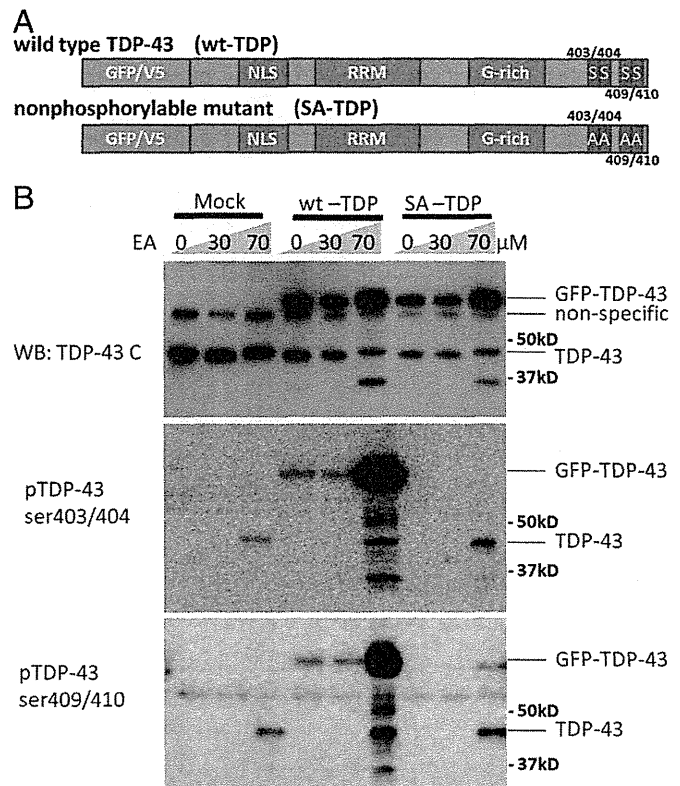 A
wild type TDP-43 (wt-TDP)
403/404
GFP/V5 NLS RRM G-rich SS SS
409/410
nonphosphorylable mutant (SA-TDP)
403/404
GFP/V5 NLS RRM G-rich AA AA
409/410
B
Mock wt –TDP SA –TDP
EA 0 30 70 0 30 70 0 30 70 μM
GFP-TDP-43
non-specific
- 50kD
WB: TDP-43 C
TDP-43
- 37kD
GFP-TDP-43
pTDP-43
ser403/404
- 50kD
TDP-43
- 37kD
GFP-TDP-43
pTDP-43
ser409/410
- 50kD
TDP-43
- 37kD